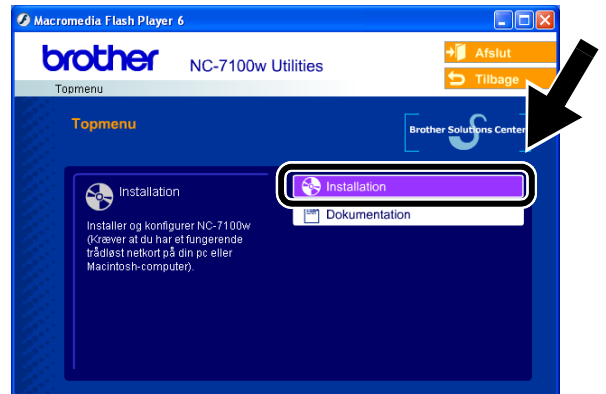 Macromedia Flash Player 6
brother
NC-7100w Utilities
Afslut
Tilbage
Topmenu
Topmenu
Brother Solutions Center
Installation
Installer og konfigurer NC-7100w
(Kræver at du har et fungerende
trådløst netkort på din pc eller
Macintosh-computer).
Installation
Dokumentation